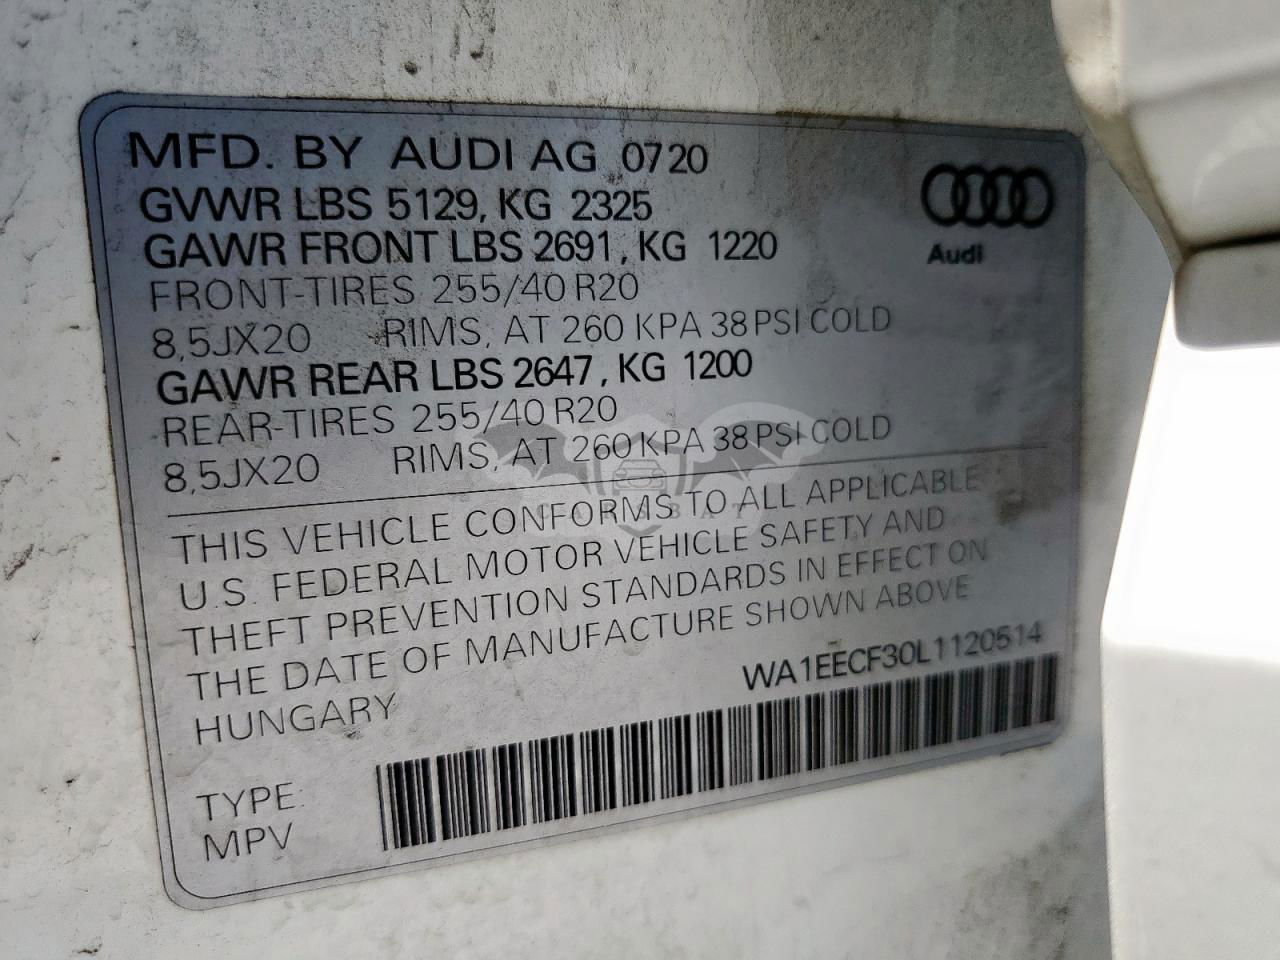 MFD. BY AUDI AG 0720
GVWR LBS 5129, KG 2325
GAWR FRONT LBS 2691, KG 1220
FRONT-TIRES 255/40 R20
8,5JX20 RIMS, AT 260 KPA 38 PSI COLD
GAWR REAR LBS 2647, KG 1200
REAR-TIRES 255/40 R20
8,5JX20 RIMS, AT 260 KPA 38 PSI COLD
Audi
THIS VEHICLE CONFORMS TO ALL APPLICABLE
U.S. FEDERAL MOTOR VEHICLE SAFETY AND
THEFT PREVENTION STANDARDS IN EFFECT ON
THE DATE OF MANUFACTURE SHOWN ABOVE
HUNGARY
WA1EECF30L1120514
TYPE:
MPV